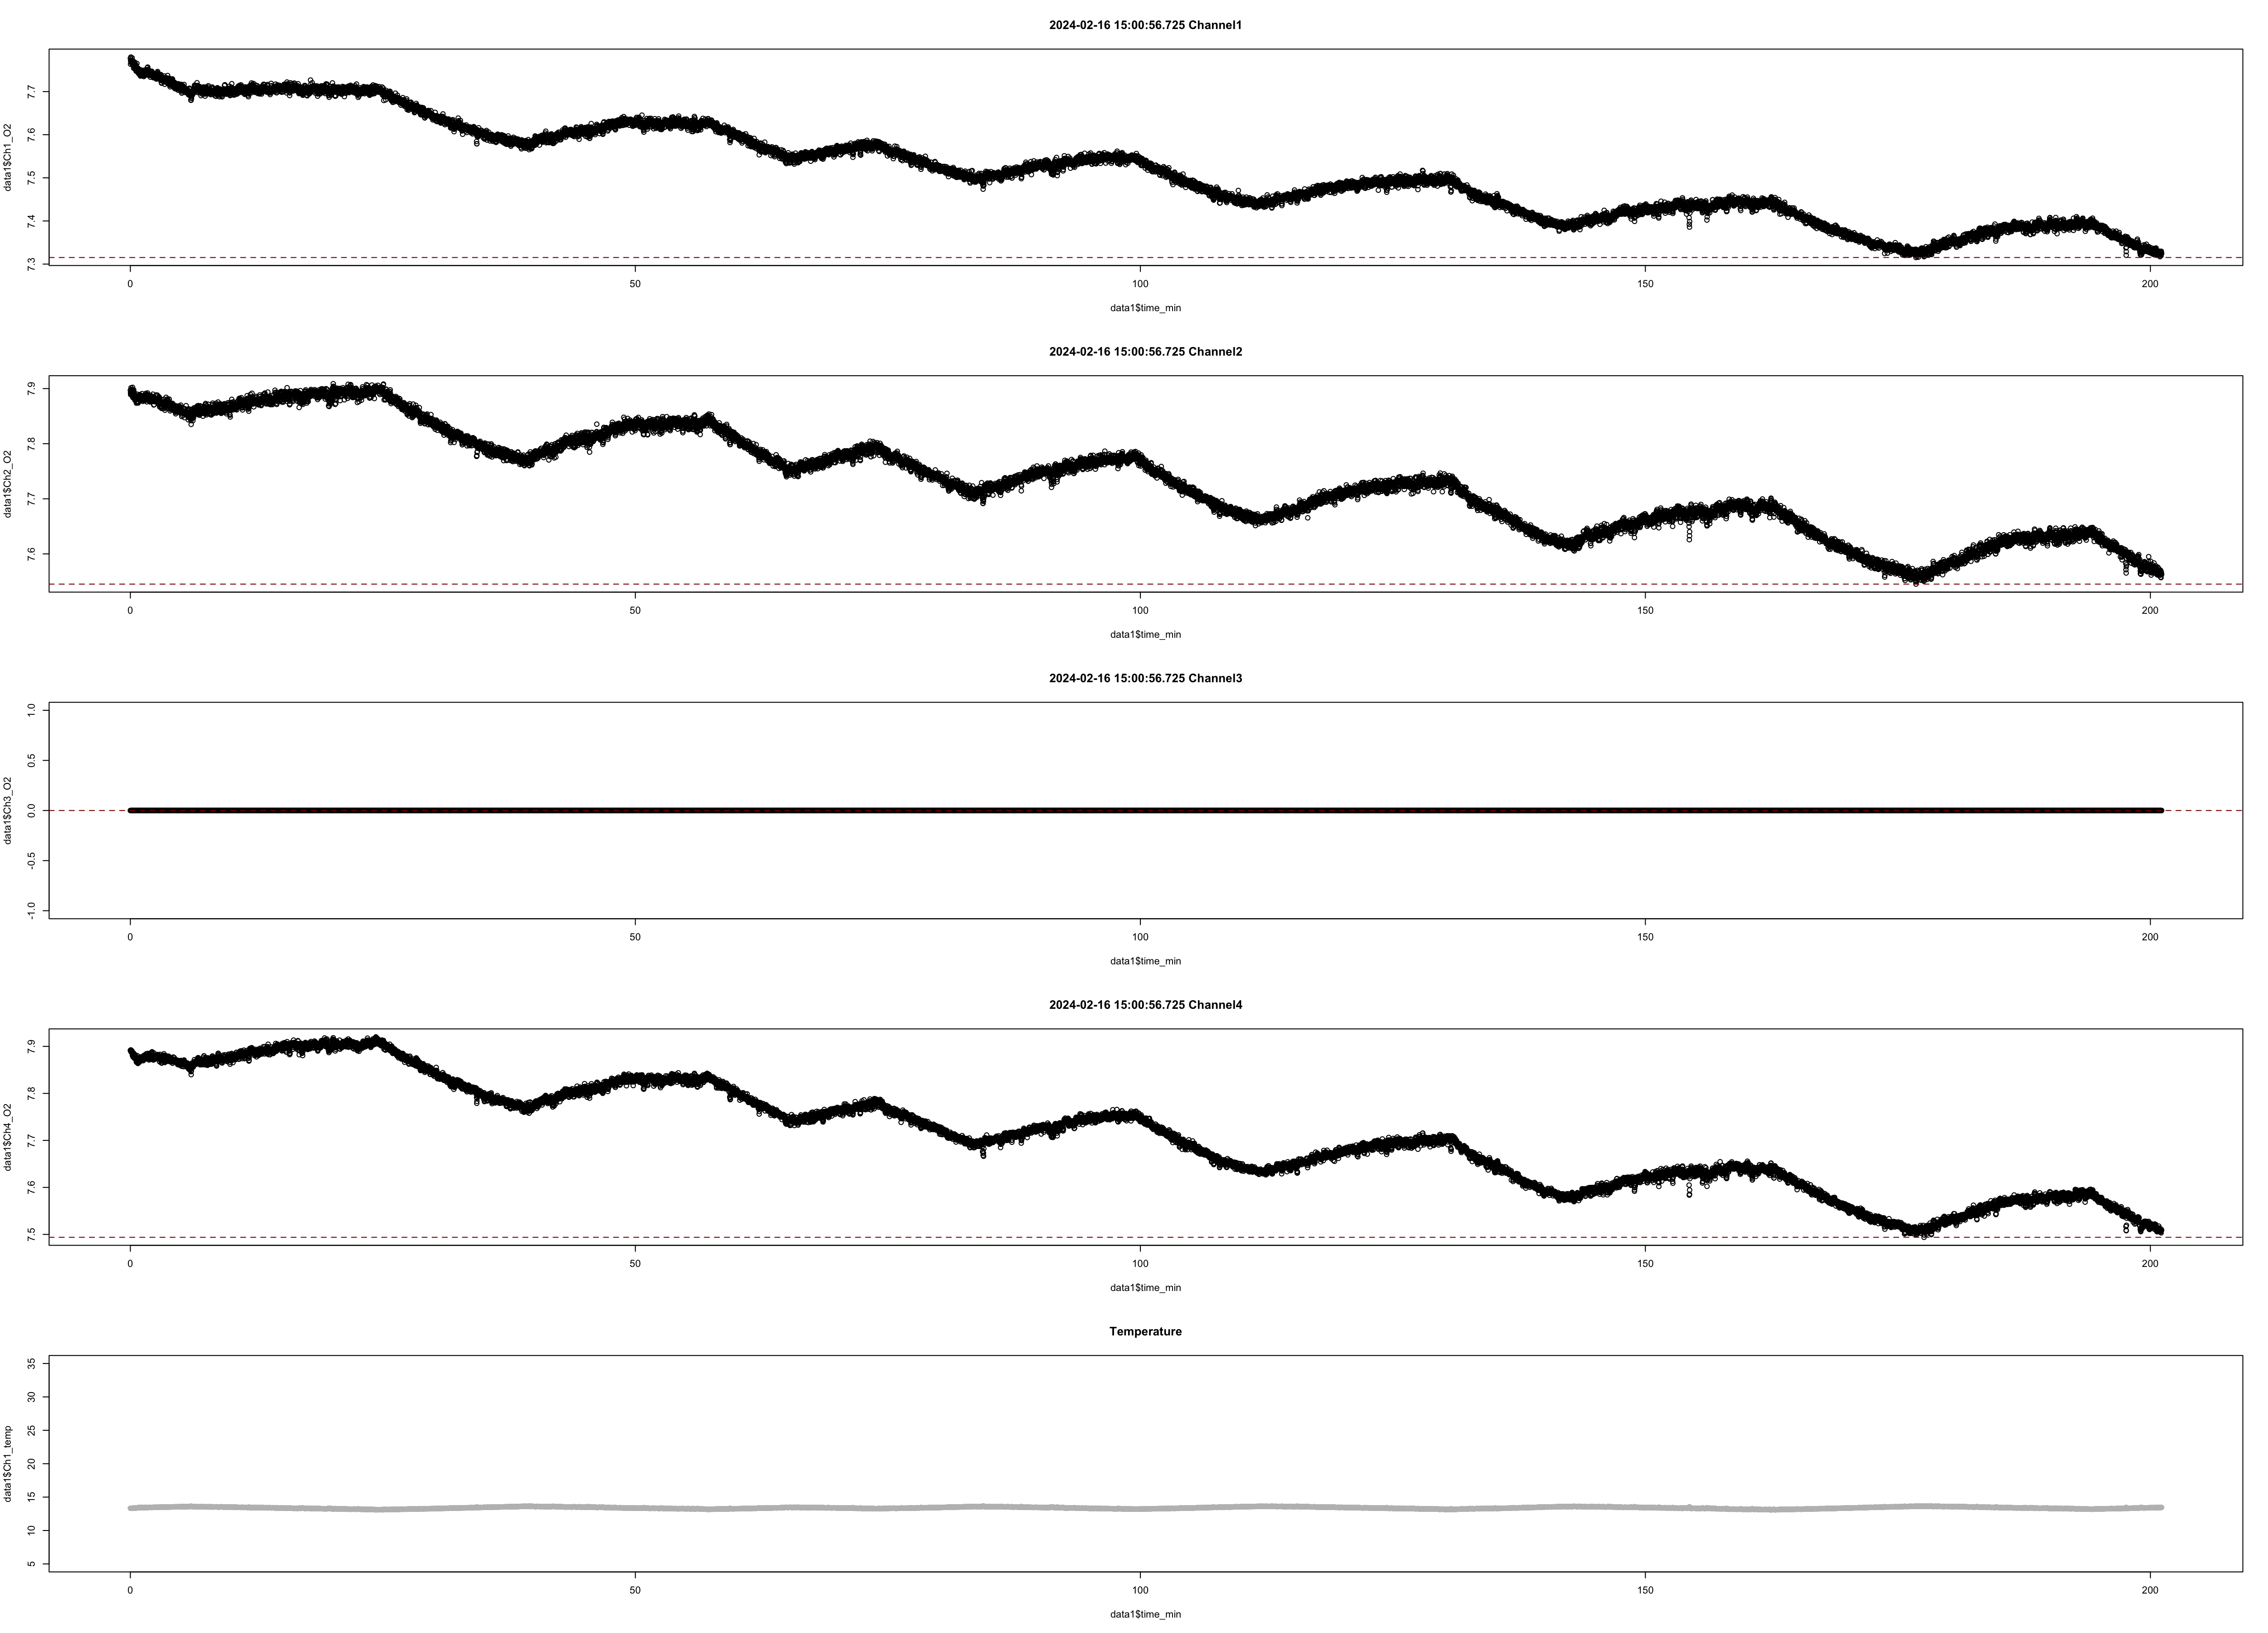 2024-02-16 15:00:56.725 Channel1
data1$Ch1_O2
7.7
7.6
7.5
7.4
7.3
0 50 100 150 200
data1$time_min
2024-02-16 15:00:56.725 Channel2
data1$Ch2_O2
7.9
7.8
7.7
7.6
0 50 100 150 200
data1$time_min
2024-02-16 15:00:56.725 Channel3
data1$Ch3_O2
1.0
0.5
0.0
-0.5
-1.0
0 50 100 150 200
data1$time_min
2024-02-16 15:00:56.725 Channel4
data1$Ch4_O2
7.9
7.8
7.7
7.6
7.5
0 50 100 150 200
data1$time_min
Temperature
data1$Ch1_temp
35
30
25
20
15
10
5
0 50 100 150 200
data1$time_min